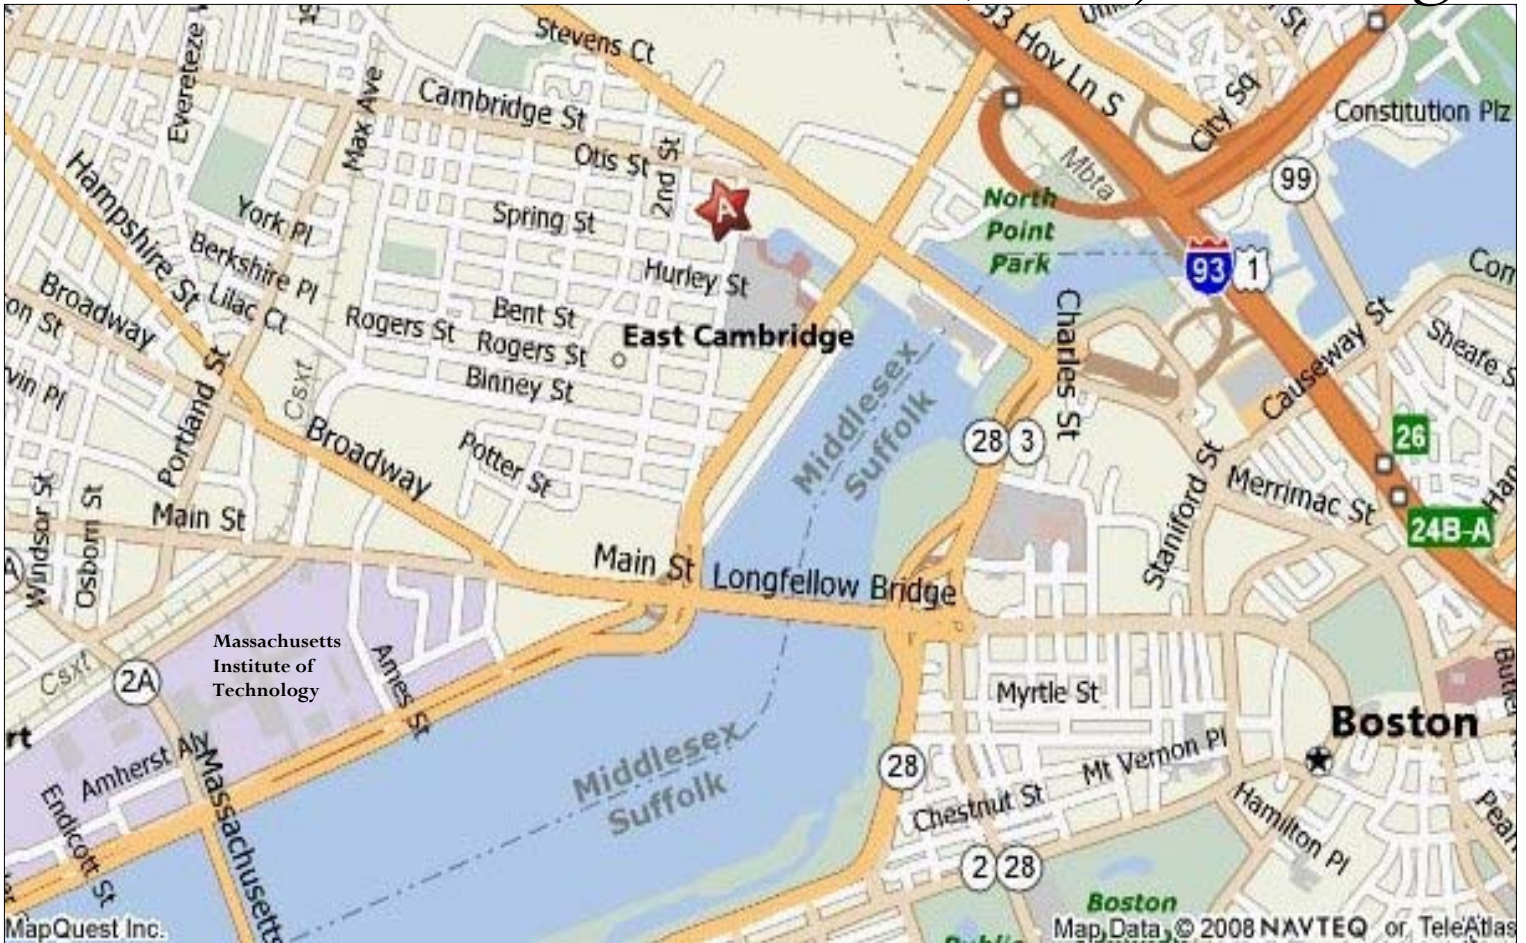 Stevens Ct
93 Hov Ln S
City Sq
Constitution Plz
Evereteze
Max Ave
Cambridge St
Otis St
2nd St
A
Mbta
99
North
Point
Park
Hampshire St
York Pl
Spring St
Berkshire Pl
Hurley St
93
1
Lilac Ct
Broadway
Bent St
Rogers St
Rogers St
East Cambridge
Charles St
Causeway St
Binney St
Portland St
Csxt
Middlesex
Suffolk
28
3
26
Broadway
Potter St
Staniford St
Merrimac St
24B-A
Windsor St
Osborn St
Main St
Main St
Longfellow Bridge
Massachusetts
Institute of
Technology
Csxt
2A
Ames St
Myrtle St
Boston
Amherst Aly
Middlesex
Suffolk
28
Mt Vernon Pl
Endicott St
Massachusetts
Chestnut St
Hamilton Pl
2
28
Boston
MapQuest Inc.
Map Data © 2008 NAVTEQ or TeleAtlas